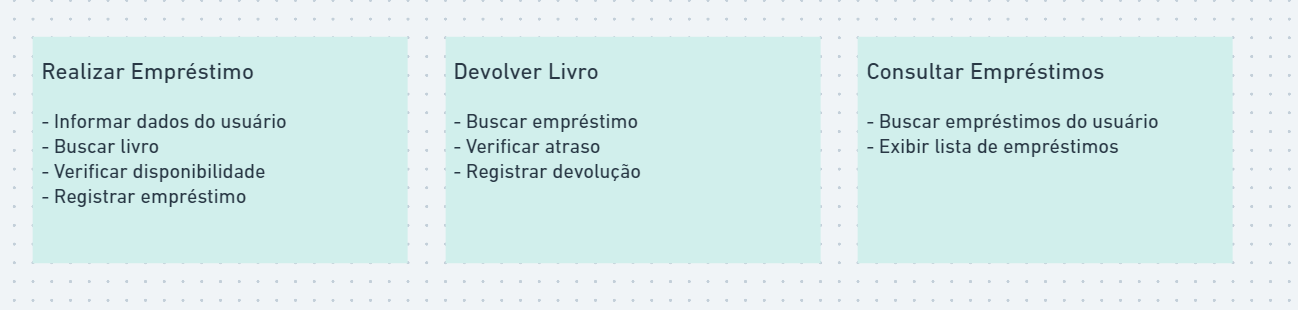 Realizar Empréstimo
- Informar dados do usuário
- Buscar livro
- Verificar disponibilidade
- Registrar empréstimo
Devolver Livro
- Buscar empréstimo
- Verificar atraso
- Registrar devolução
Consultar Empréstimos
- Buscar empréstimos do usuário
- Exibir lista de empréstimos